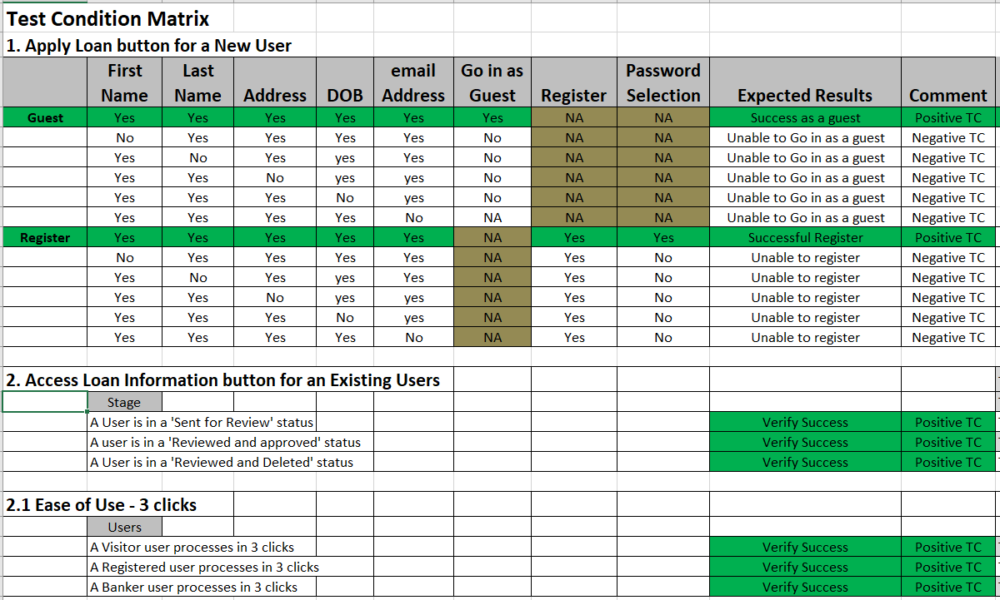 Test Condition Matrix
1. Apply Loan button for a New User
First Name Last Name Address DOB email Address Go in as Guest Register Password Selection Expected Results Comment
Guest Yes Yes Yes Yes Yes Yes NA NA Success as a guest Positive TC
No Yes Yes Yes Yes No NA NA Unable to Go in as a guest Negative TC
Yes No Yes yes Yes No NA NA Unable to Go in as a guest Negative TC
Yes Yes No yes yes No NA NA Unable to Go in as a guest Negative TC
Yes Yes Yes No yes No NA NA Unable to Go in as a guest Negative TC
Yes Yes Yes Yes No NA NA NA Unable to Go in as a guest Negative TC
Register Yes Yes Yes Yes Yes NA Yes Yes Successful Register Positive TC
No Yes Yes Yes Yes NA Yes No Unable to register Negative TC
Yes No Yes yes Yes NA Yes No Unable to register Negative TC
Yes Yes No yes yes NA Yes No Unable to register Negative TC
Yes Yes Yes No yes NA Yes No Unable to register Negative TC
Yes Yes Yes Yes No NA Yes No Unable to register Negative TC
2. Access Loan Information button for an Existing Users
Stage
A User is in a 'Sent for Review' status Verify Success Positive TC
A user is in a 'Reviewed and approved' status Verify Success Positive TC
A User is in a 'Reviewed and Deleted' status Verify Success Positive TC
2.1 Ease of Use - 3 clicks
Users
A Visitor user processes in 3 clicks Verify Success Positive TC
A Registered user processes in 3 clicks Verify Success Positive TC
A Banker user processes in 3 clicks Verify Success Positive TC